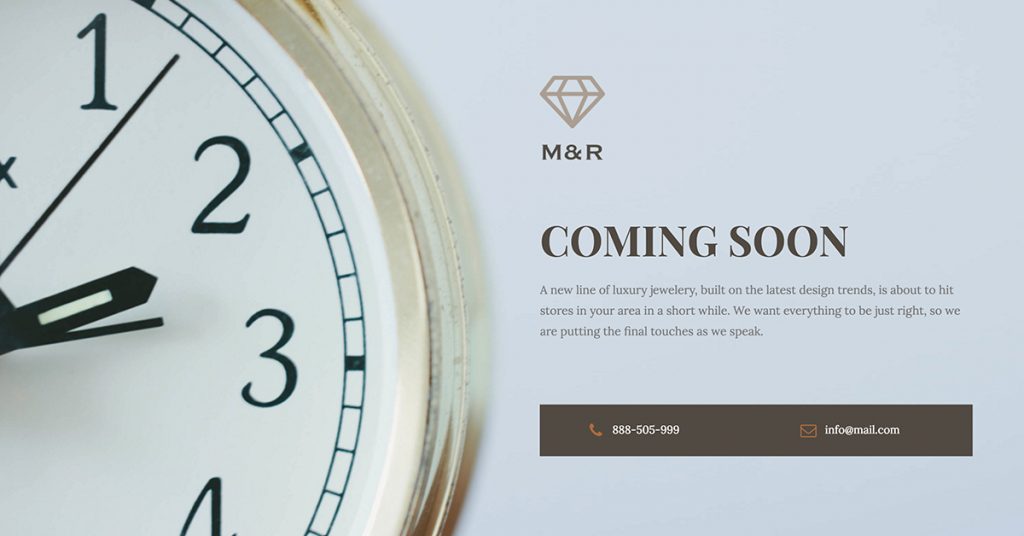 1
2
3
4
x
M&R
COMING SOON
A new line of luxury jewelery, built on the latest design trends, is about to hit
stores in your area in a short while. We want everything to be just right, so we
are putting the final touches as we speak.
888-505-999
info@mail.com